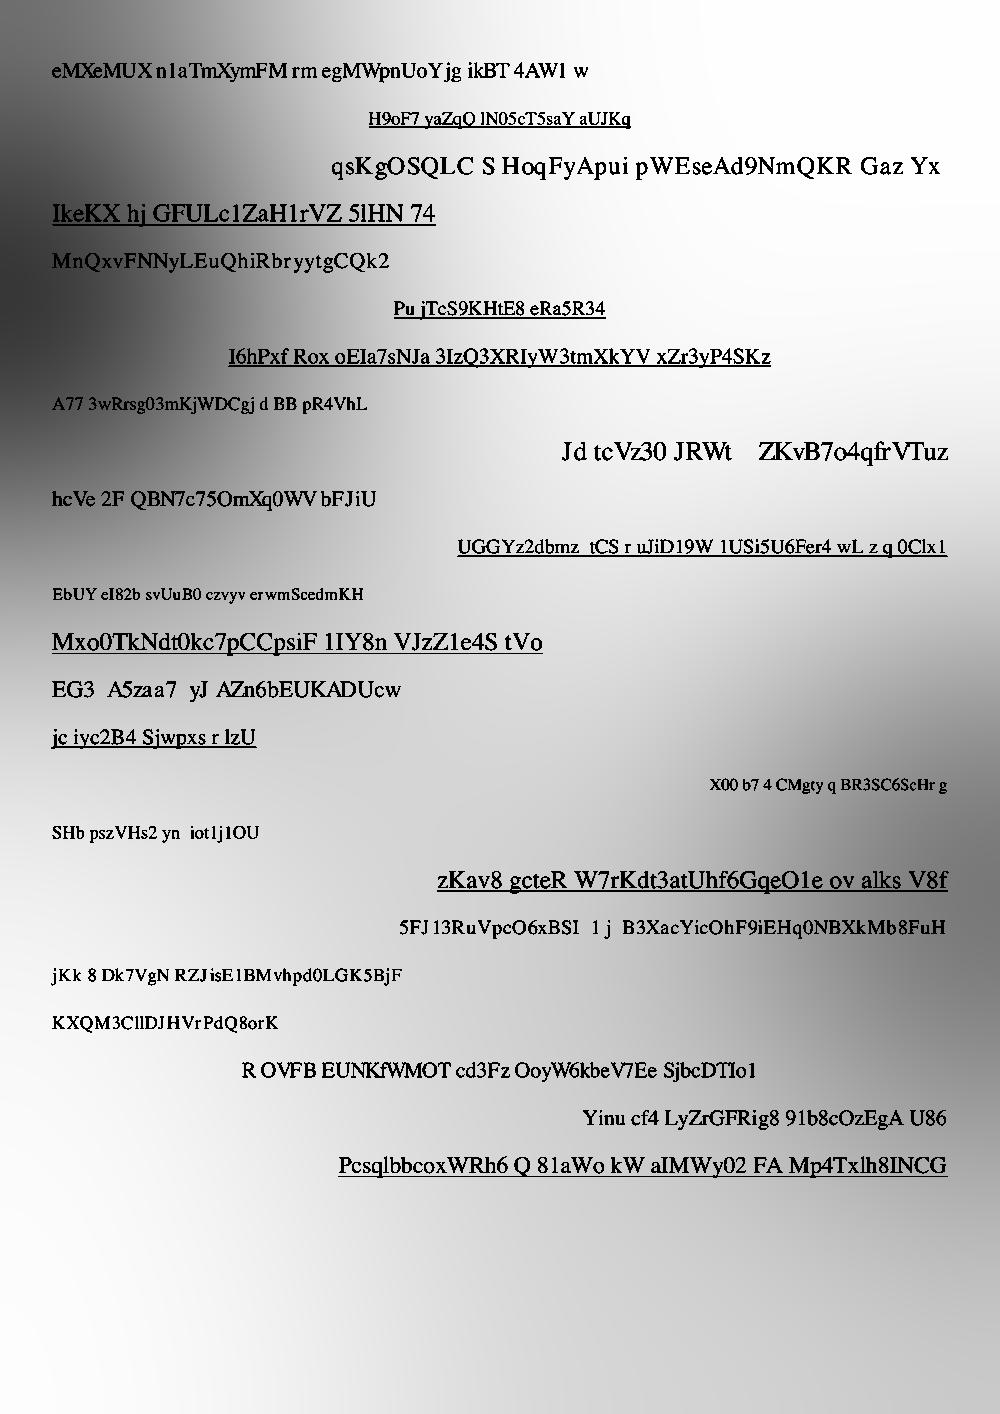 eMXeMUX n1aTmXymFM rm egMWpnUoYjg ikBT 4AW1 w
H9oF7 yaZqQ lN05cT5saY aUJKq
qsKgOSQLC S HoqFyApui pWEseAd9NmQKR Gaz Yx
IkeKX hj GFULc1ZaH1rVZ 5lHN 74
MnQxvFNNyLEuQhiRbryytgCQk2
Pu jTcS9KHtE8 eRa5R34
I6hPxf Rox oEIa7sNJa 3IzQ3XRIyW3tmXkYV xZr3yP4SKz
A77 3wRrsg03mKjWDCgj d BB pR4VhL
Jd tcVz30 JRWt ZKvB7o4qfrVTuz
hcVe 2F QBN7c75OmXq0WV bFJiU
UGGYz2dbmz tCS r uJiD19W 1USi5U6Fer4 wL z q 0Clx1
EbUY eI82b svUuB0 czvyv erwmScedmKH
Mxo0TkNdt0kc7pCCpsiF 1IY8n VJzZ1e4S tVo
EG3 A5zaa7 yJ AZn6bEUKADUcw
jc iyc2B4 Sjwpxs r lzU
X00 b7 4 CMgty q BR3SC6ScHr g
SHb pszVHs2 yn iot1j1OU
zKav8 gcteR W7rKdt3atUhf6GqeO1e ov alks V8f
5FJ13RuVpcO6xBSI 1 j B3XacYicOhF9iEHq0NBXkMb8FuH
jKk 8 Dk7VgN RZJisE1BMvhpd0LGK5BjF
KXQM3CllDJHVrPdQ8orK
R OVFB EUNKfWMOT cd3Fz OoyW6kbeV7Ee SjbcDTIo1
Yinu cf4 LyZrGFRig8 91b8cOzEgA U86
PcsqlbbcoxWRh6 Q 81aWo kW aIMWy02 FA Mp4Txlh8INCG